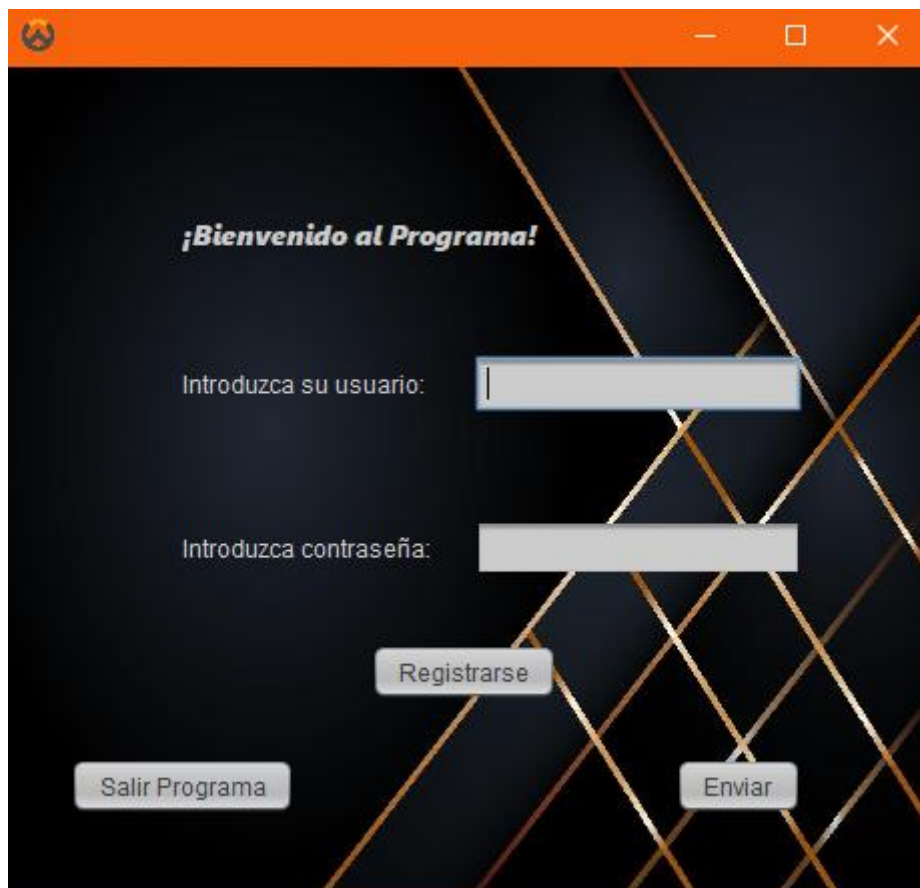 ¡Bienvenido al Programa!
Introduzca su usuario:
Introduzca contraseña:
Registrarse
Salir Programa
Enviar